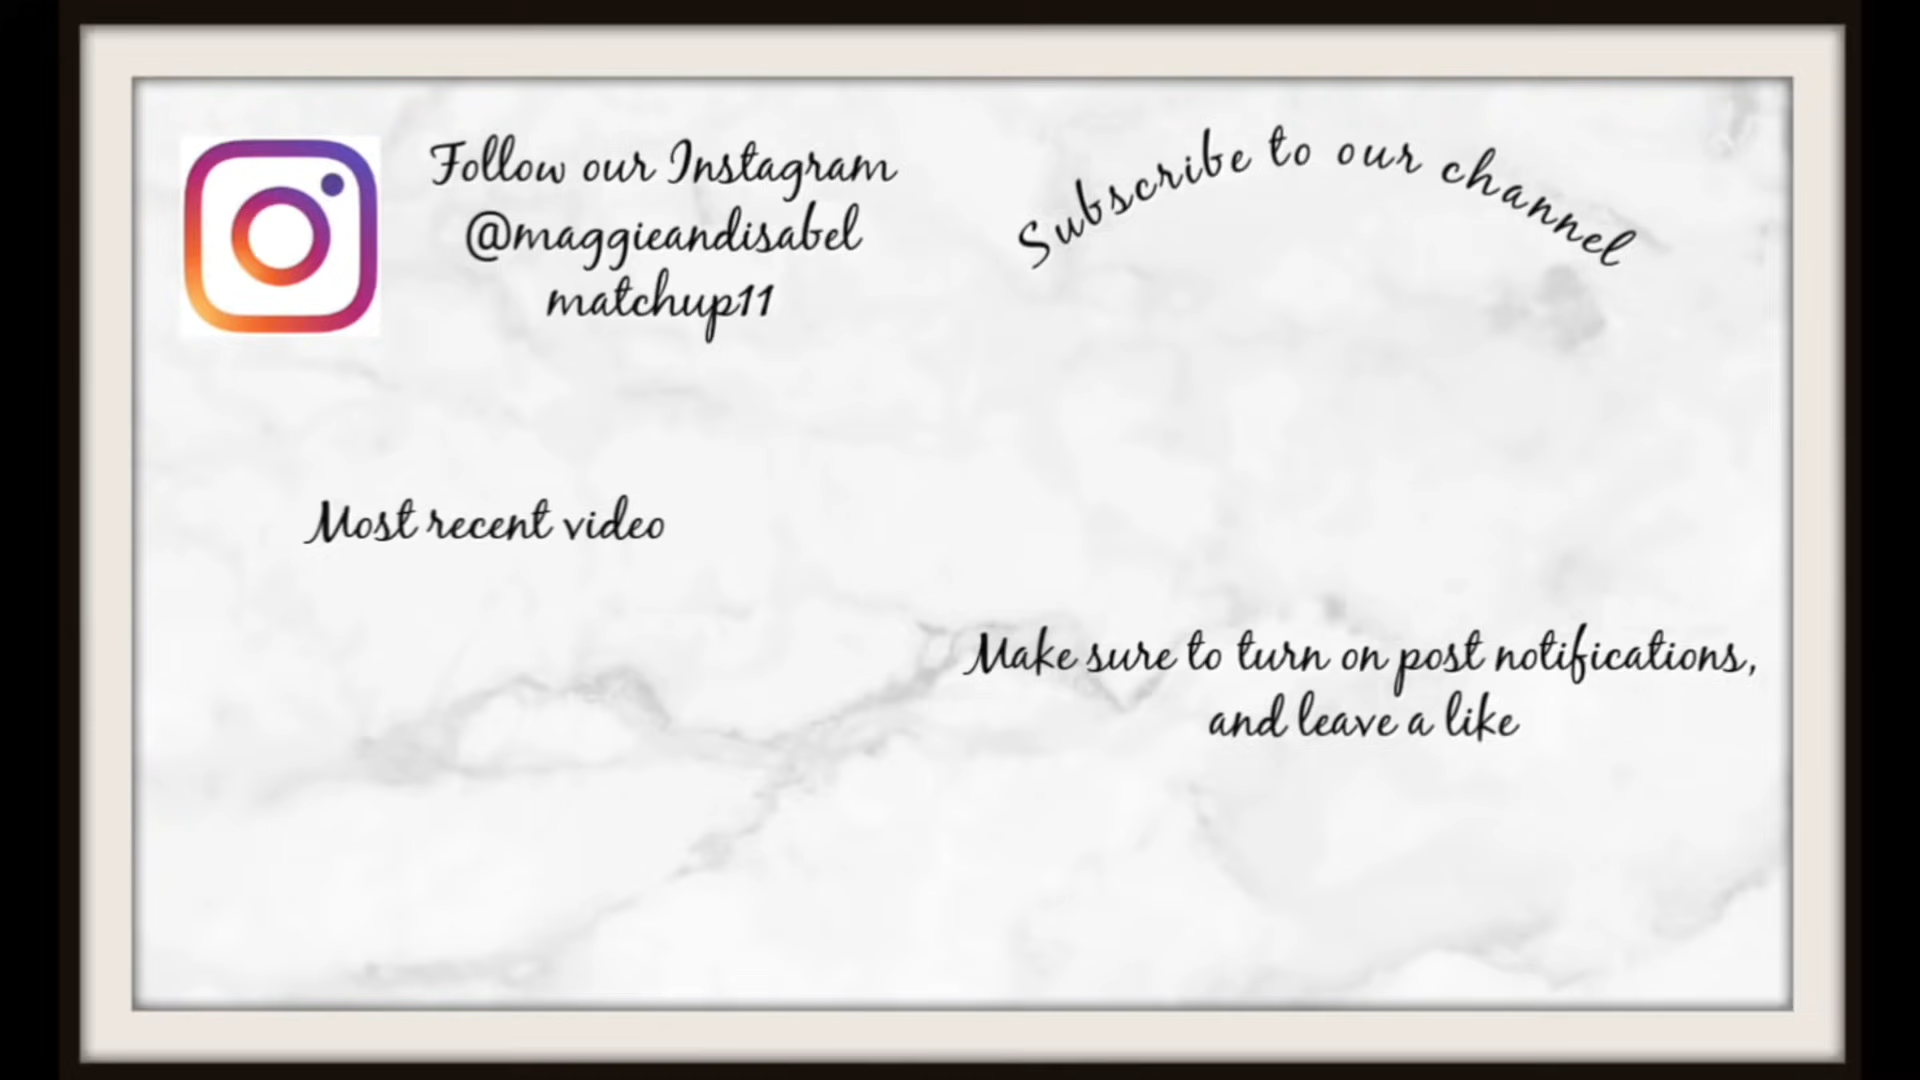 Follow our Instagram
@maggieandisabel
matchup11
Subscribe to our channel
Most recent video
Make sure to turn on post notifications,
and leave a like